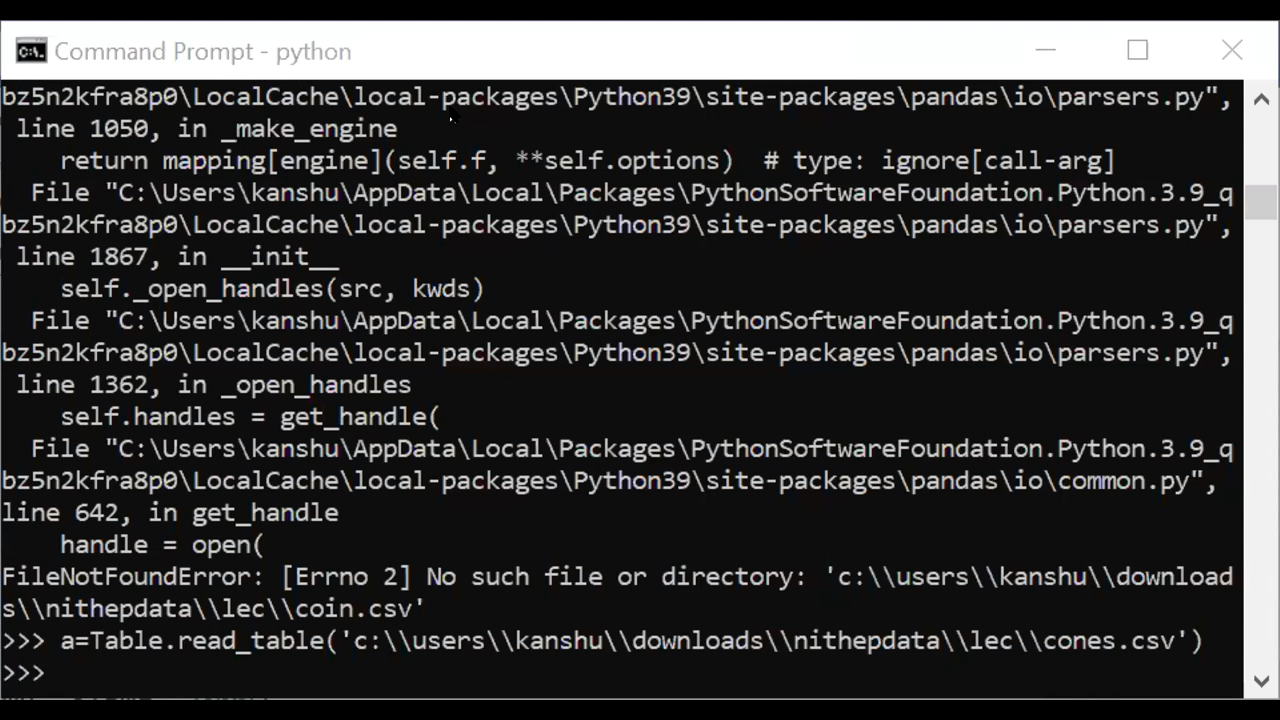 Command Prompt - python
bz5n2kfra8p0\LocalCache\local-packages\Python39\site-packages\pandas\io\parsers.py",
line 1050, in _make_engine
return mapping[engine](self.f, **self.options)  # type: ignore[call-arg]
File "C:\Users\kanshu\AppData\Local\Packages\PythonSoftwareFoundation.Python.3.9_q
bz5n2kfra8p0\LocalCache\local-packages\Python39\site-packages\pandas\io\parsers.py",
line 1867, in __init__
self._open_handles(src, kwds)
File "C:\Users\kanshu\AppData\Local\Packages\PythonSoftwareFoundation.Python.3.9_q
bz5n2kfra8p0\LocalCache\local-packages\Python39\site-packages\pandas\io\parsers.py",
line 1362, in _open_handles
self.handles = get_handle(
File "C:\Users\kanshu\AppData\Local\Packages\PythonSoftwareFoundation.Python.3.9_q
bz5n2kfra8p0\LocalCache\local-packages\Python39\site-packages\pandas\io\common.py",
line 642, in get_handle
handle = open(
FileNotFoundError: [Errno 2] No such file or directory: 'c:\\users\\kanshu\\download
s\\nithepdata\\lec\\coin.csv'
>>> a=Table.read_table('c:\\users\\kanshu\\downloads\\nithepdata\\lec\\cones.csv')
>>>